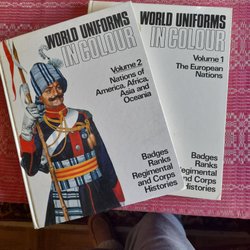 WORLD UNIFORMS
IN COLOUR
Volume 2
Nations of
America, Africa,
Asia and
Oceania
Badges
Ranks
Regimental
and Corps
Histories
WORLD UNIFORMS
IN COLOUR
Volume 1
The European
Nations
Badges
Ranks
Regimental
and Corps
Histories